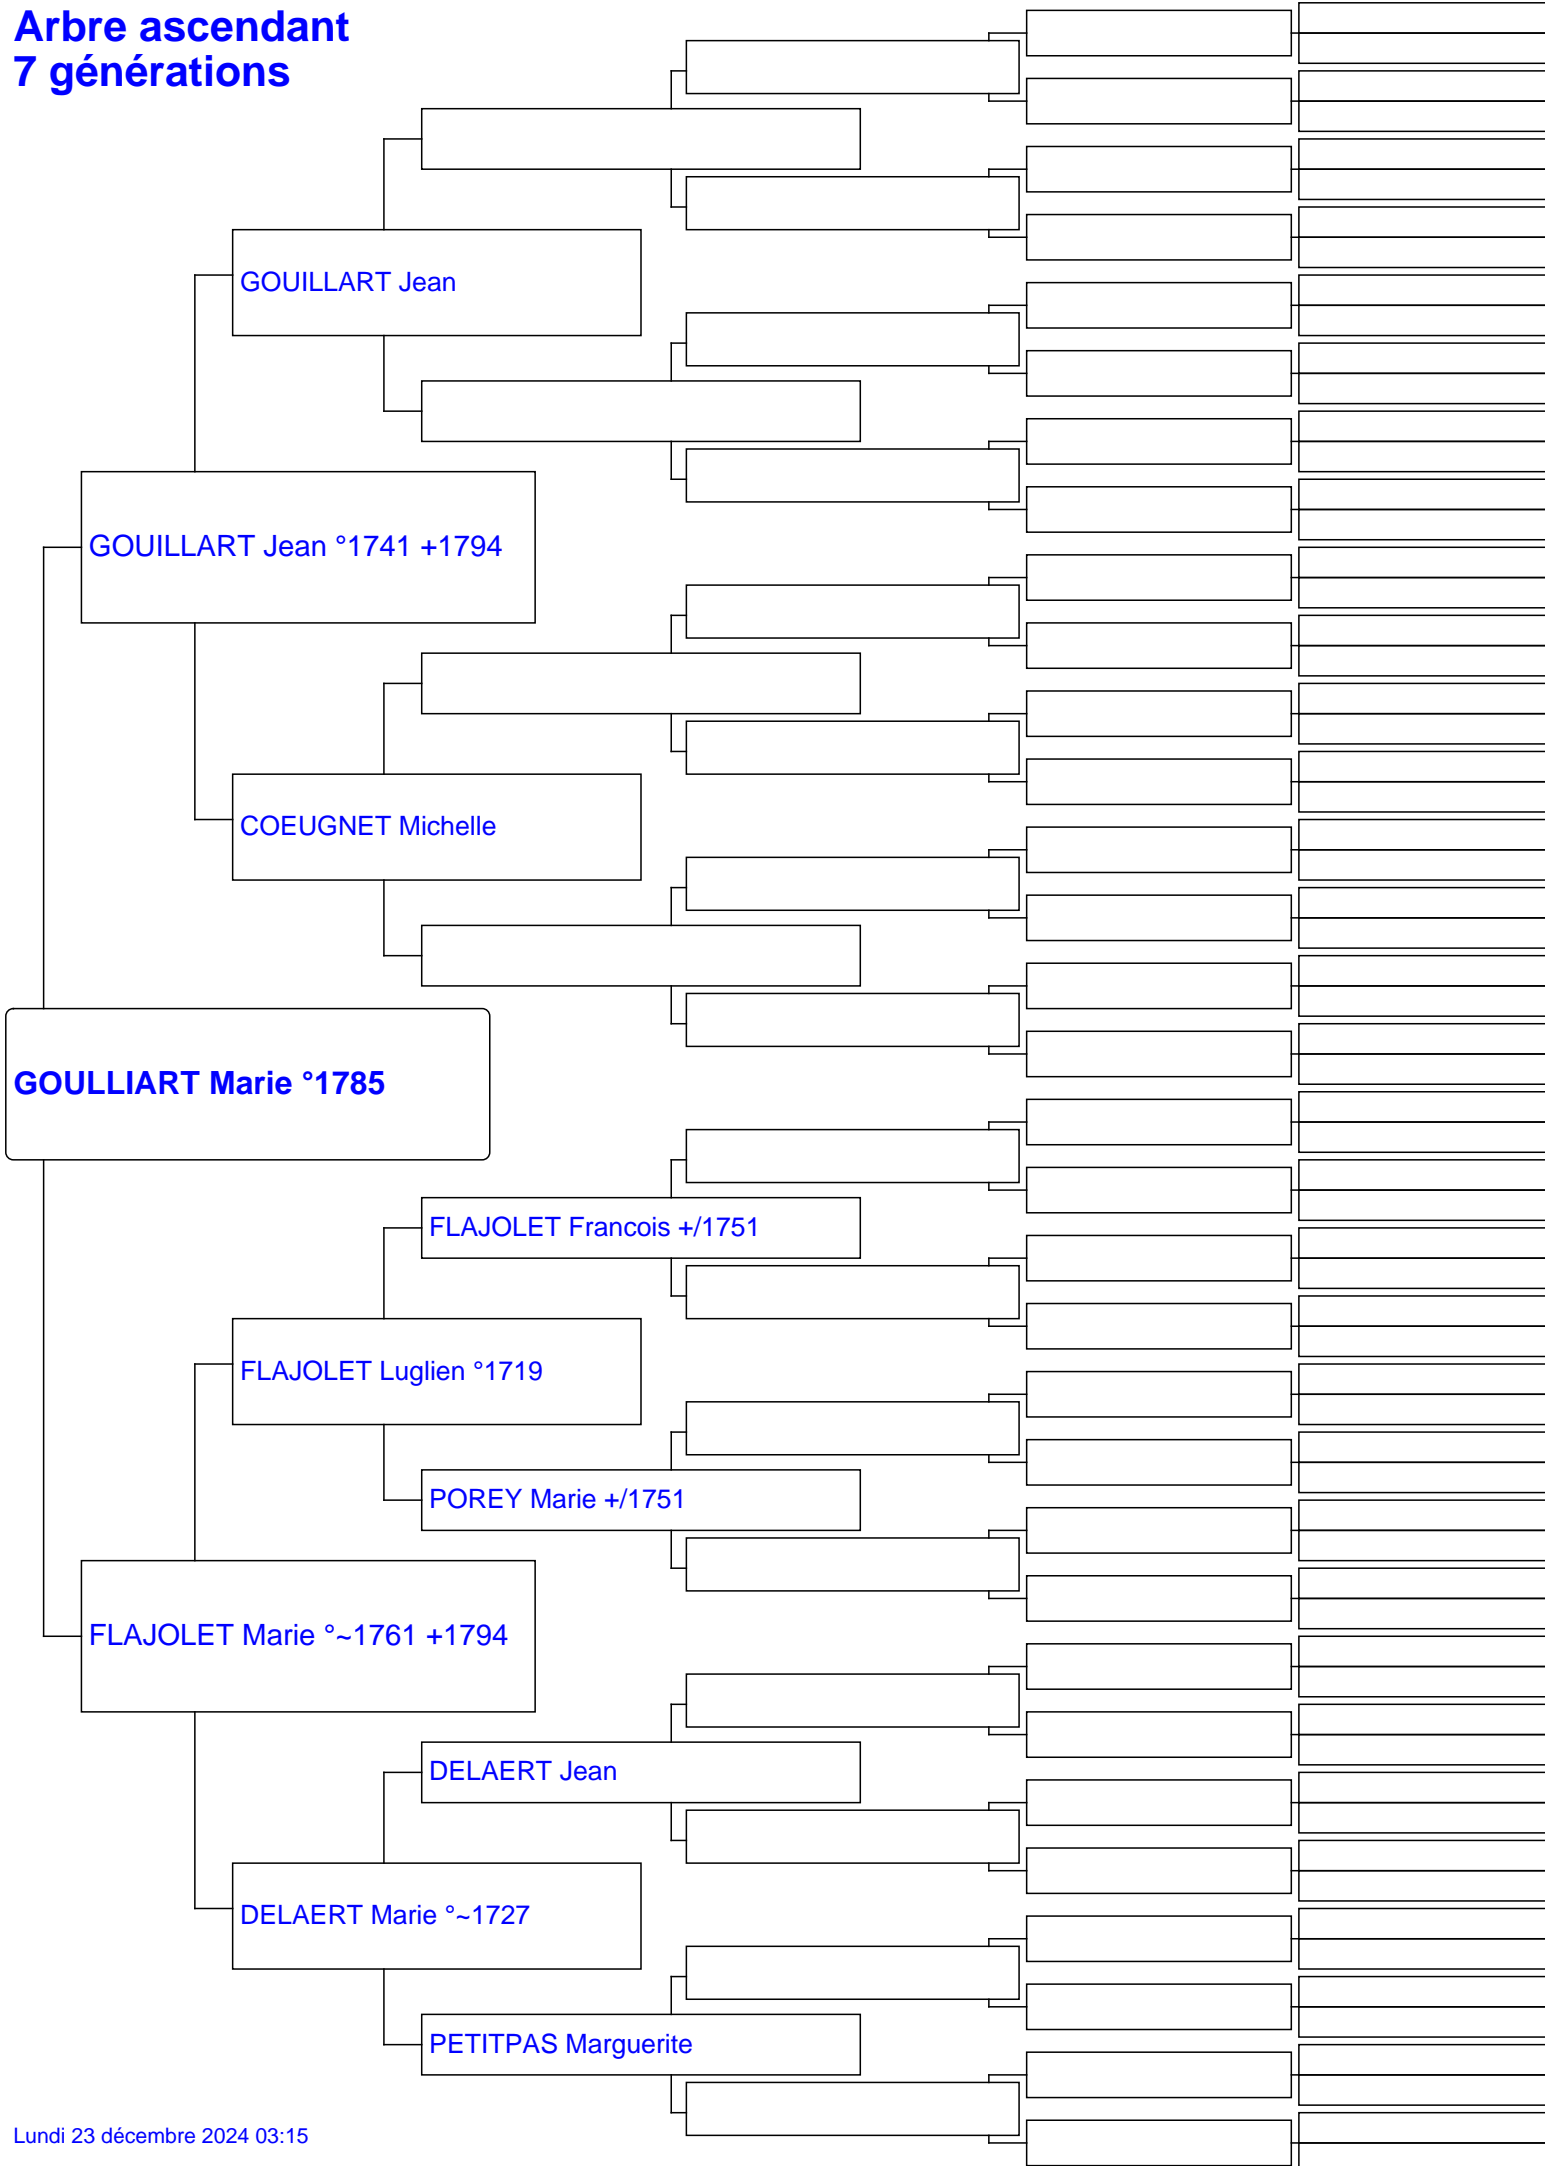 Arbre ascendant
7 générations
GOUILLART Jean
GOUILLART Jean °1741 +1794
COEUGNET Michelle
GOULLIART Marie °1785
FLAJOLET Francois +/1751
FLAJOLET Luglien °1719
POREY Marie +/1751
FLAJOLET Marie °~1761 +1794
DELAERT Jean
DELAERT Marie °~1727
PETITPAS Marguerite
Lundi 23 décembre 2024 03:15